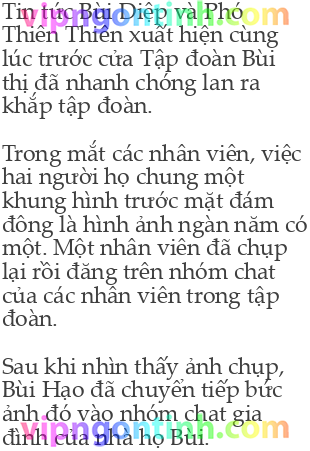 Tin tức Bùi Diệp và Phó
Thiên Thiên xuất hiện cùng
lúc trước cửa Tập đoàn Bùi
thị đã nhanh chóng lan ra
khắp tập đoàn.

Trong mắt các nhân viên, việc
hai người họ chung một
khung hình trước mặt đám
đông là hình ảnh ngàn năm có
một. Một nhân viên đã chụp
lại rồi đăng trên nhóm chat
của các nhân viên trong tập
đoàn.

Sau khi nhìn thấy ảnh chụp,
Bùi Hạo đã chuyển tiếp bức
ảnh đó vào nhóm chat gia
đình của nhà họ Bùi.
vipngontinh.com
vipngontinh.com